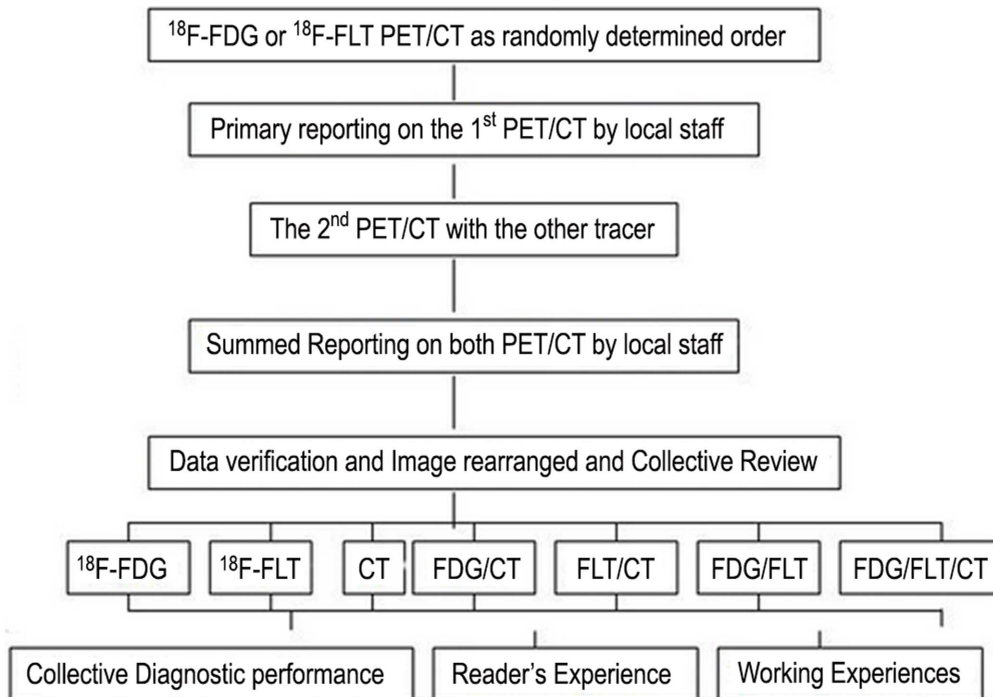 ¹⁸F-FDG or ¹⁸F-FLT PET/CT as randomly determined order
Primary reporting on the 1ˢᵗ PET/CT by local staff
The 2ⁿᵈ PET/CT with the other tracer
Summed Reporting on both PET/CT by local staff
Data verification and Image rearranged and Collective Review
¹⁸F-FDG ¹⁸F-FLT CT FDG/CT FLT/CT FDG/FLT FDG/FLT/CT
Collective Diagnostic performance Reader's Experience Working Experiences